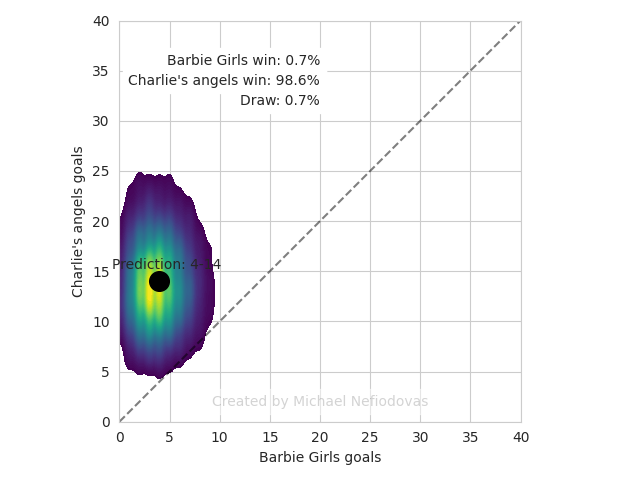 40
35
30
25
20
15
10
5
0
Charlie's angels goals
Barbie Girls win: 0.7%
Charlie's angels win: 98.6%
Draw: 0.7%
Prediction: 4-14
Created by Michael Nefiodovas
0 5 10 15 20 25 30 35 40
Barbie Girls goals